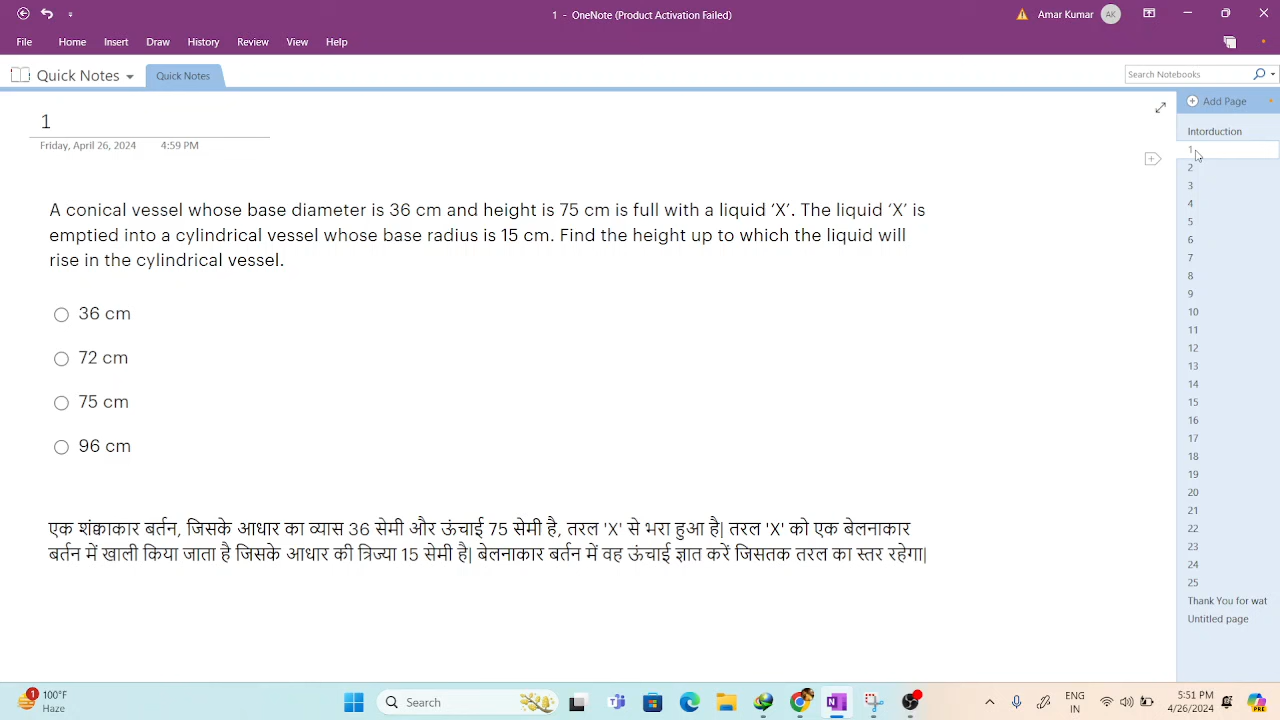 1 - OneNote (Product Activation Failed)
Amar Kumar AK
File Home Insert Draw History Review View Help
Quick Notes Quick Notes
Search Notebooks
Add Page
1
Friday, April 26, 2024 4:59 PM
A conical vessel whose base diameter is 36 cm and height is 75 cm is full with a liquid ‘X’. The liquid ‘X’ is
emptied into a cylindrical vessel whose base radius is 15 cm. Find the height up to which the liquid will
rise in the cylindrical vessel.
36 cm
72 cm
75 cm
96 cm
एक शंक्वाकार बर्तन, जिसके आधार का व्यास 36 सेमी और ऊंचाई 75 सेमी है, तरल 'X' से भरा हुआ है| तरल 'X' को एक बेलनाकार
बर्तन में खाली किया जाता है जिसके आधार की त्रिज्या 15 सेमी है| बेलनाकार बर्तन में वह ऊंचाई ज्ञात करें जिसतक तरल का स्तर रहेगा|
Intorduction
1
2
3
4
5
6
7
8
9
10
11
12
13
14
15
16
17
18
19
20
21
22
23
24
25
Thank You for wat
Untitled page
1
100°F
Haze
Search
ENG
IN
5:51 PM
4/26/2024